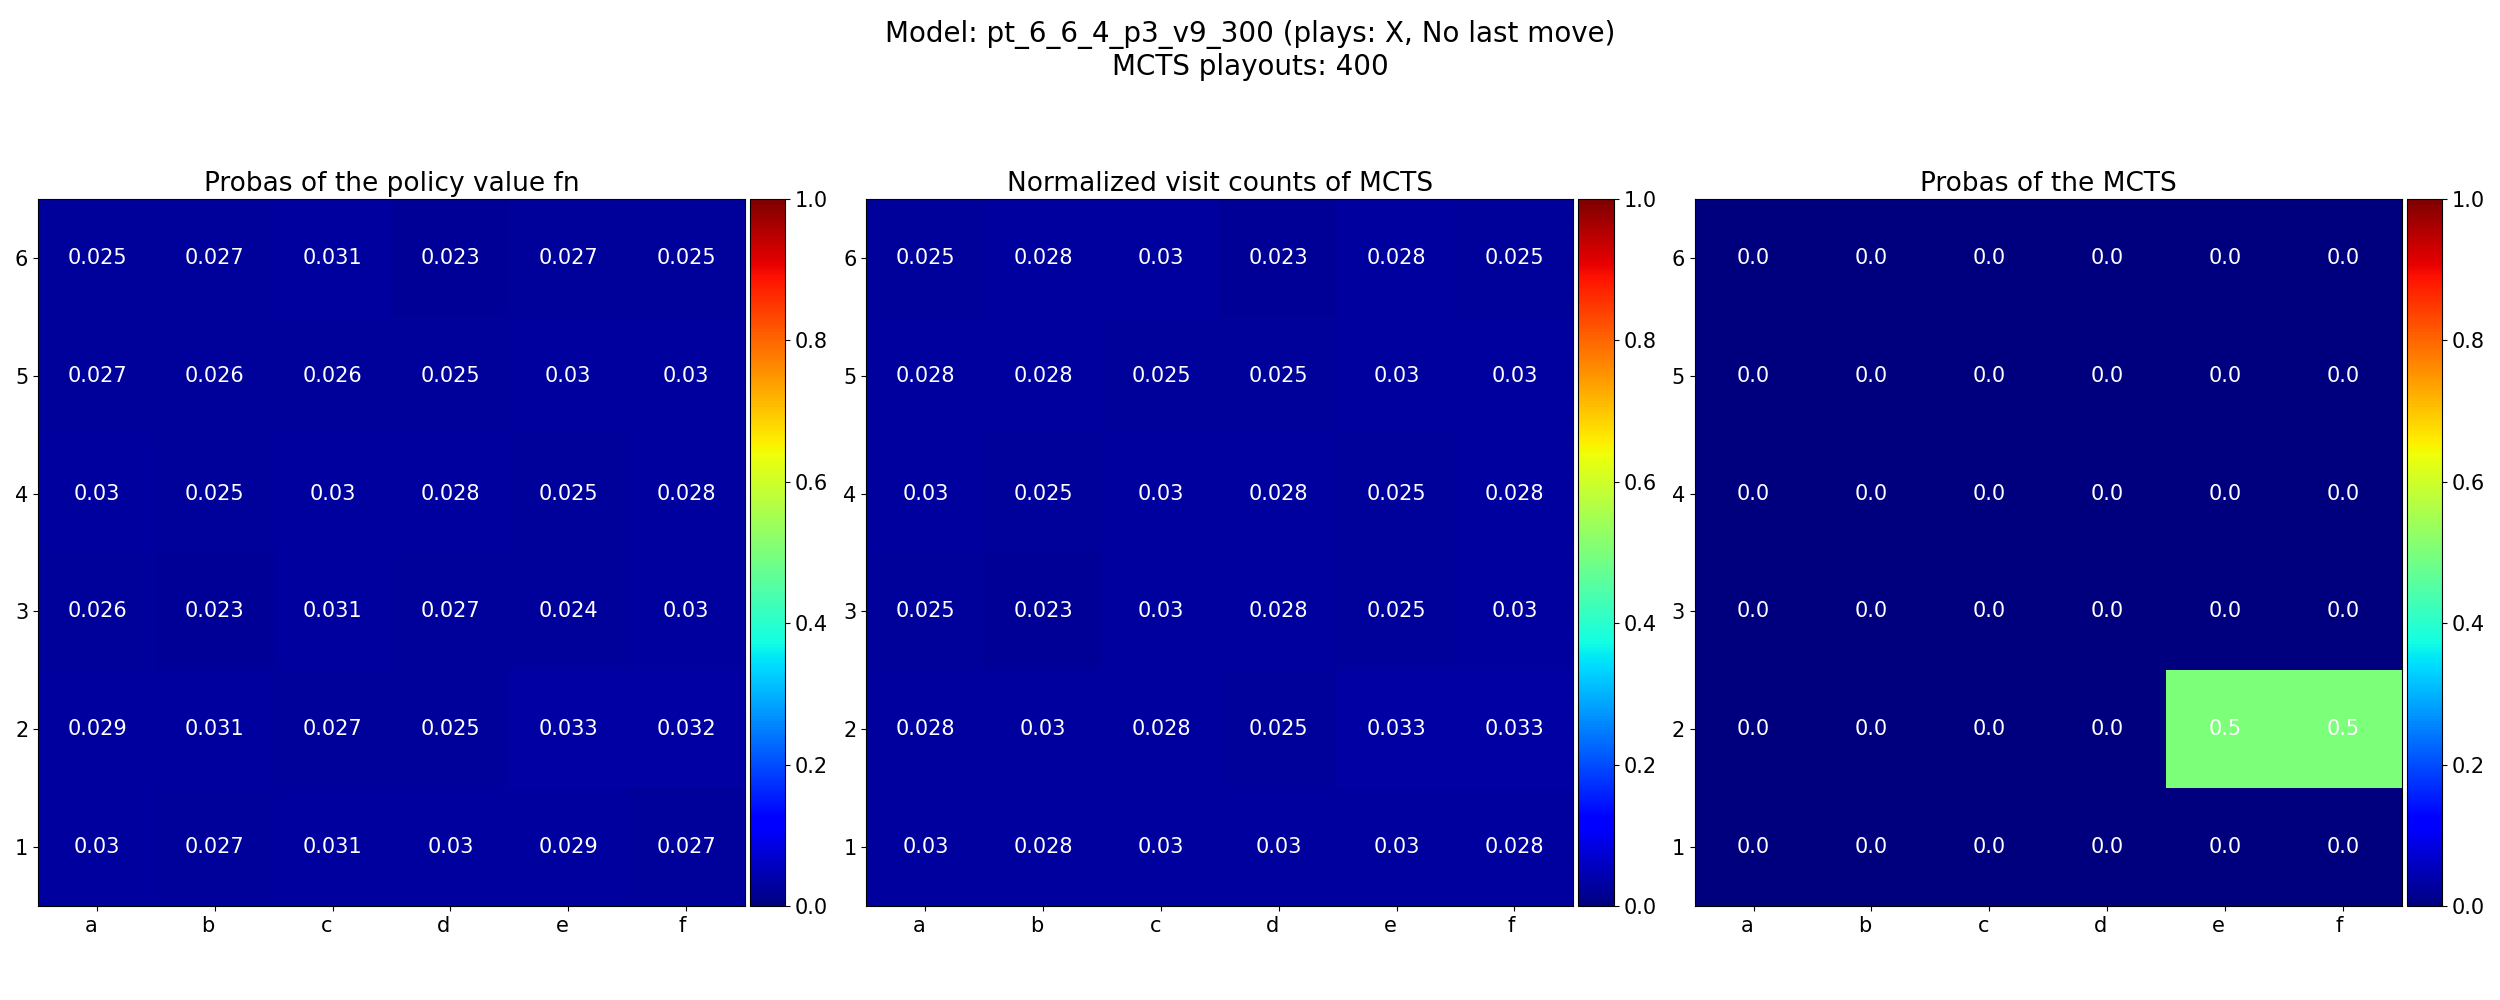 Model: pt_6_6_4_p3_v9_300 (plays: X, No last move)
MCTS playouts: 400
Probas of the policy value fn
6 0.025 0.027 0.031 0.023 0.027 0.025
5 0.027 0.026 0.026 0.025 0.03 0.03
4 0.03 0.025 0.03 0.028 0.025 0.028
3 0.026 0.023 0.031 0.027 0.024 0.03
2 0.029 0.031 0.027 0.025 0.033 0.032
1 0.03 0.027 0.031 0.03 0.029 0.027
a b c d e f
1.0
0.8
0.6
0.4
0.2
0.0
Normalized visit counts of MCTS
6 0.025 0.028 0.03 0.023 0.028 0.025
5 0.028 0.028 0.025 0.025 0.03 0.03
4 0.03 0.025 0.03 0.028 0.025 0.028
3 0.025 0.023 0.03 0.028 0.025 0.03
2 0.028 0.03 0.028 0.025 0.033 0.033
1 0.03 0.028 0.03 0.03 0.03 0.028
a b c d e f
1.0
0.8
0.6
0.4
0.2
0.0
Probas of the MCTS
6 0.0 0.0 0.0 0.0 0.0 0.0
5 0.0 0.0 0.0 0.0 0.0 0.0
4 0.0 0.0 0.0 0.0 0.0 0.0
3 0.0 0.0 0.0 0.0 0.0 0.0
2 0.0 0.0 0.0 0.0 0.5 0.5
1 0.0 0.0 0.0 0.0 0.0 0.0
a b c d e f
1.0
0.8
0.6
0.4
0.2
0.0